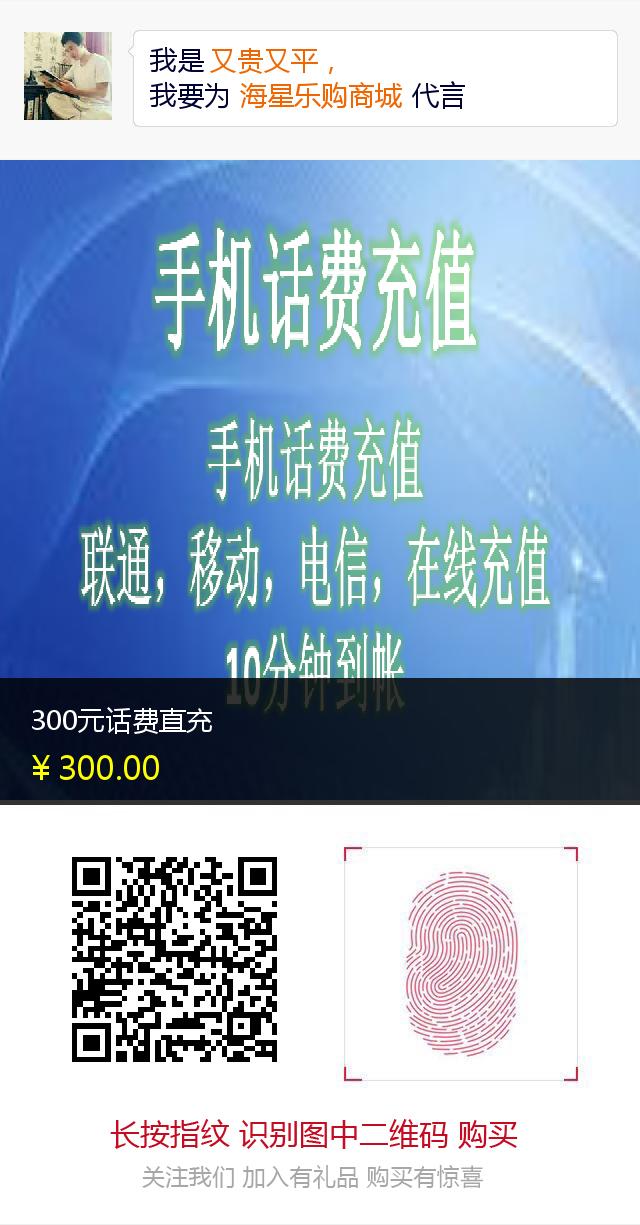 我是 又贵又平，
我要为 海星乐购商城 代言
手机话费充值
手机话费充值
联通，移动，电信，在线充值
10分钟到帐
300元话费直充
¥ 300.00
长按指纹 识别图中二维码 购买
关注我们 加入有礼品 购买有惊喜